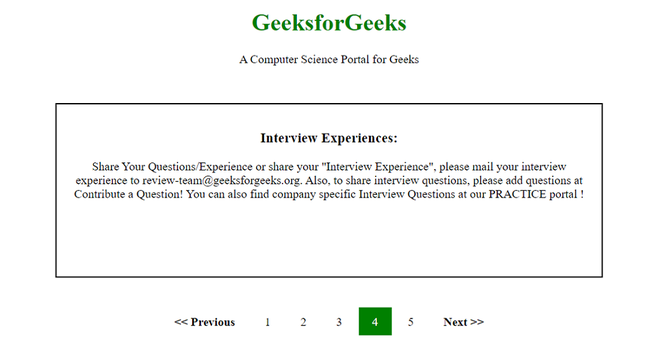 GeeksforGeeks
A Computer Science Portal for Geeks
Interview Experiences:
Share Your Questions/Experience or share your "Interview Experience", please mail your interview
experience to review-team@geeksforgeeks.org. Also, to share interview questions, please add questions at
Contribute a Question! You can also find company specific Interview Questions at our PRACTICE portal !
<< Previous 1 2 3 4 5 Next >>